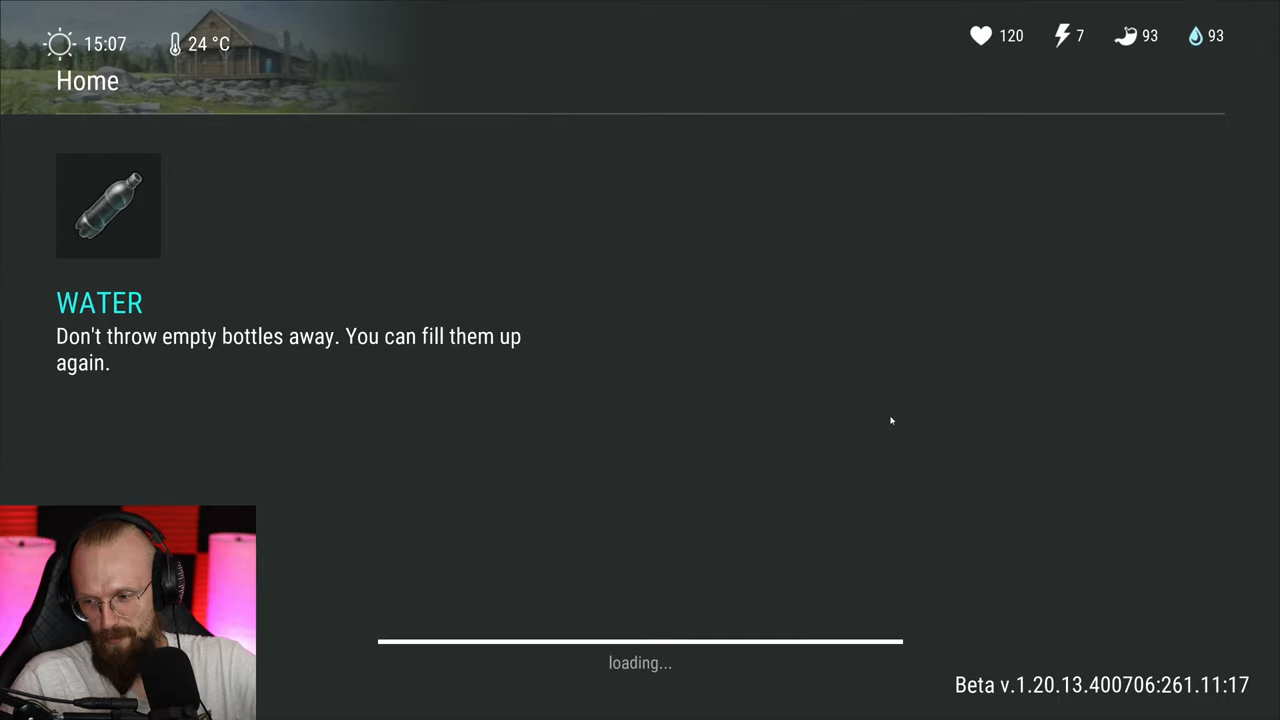 15:07 24 °C 120 7 93 93
Home
WATER
Don't throw empty bottles away. You can fill them up
again.
loading...
Beta v.1.20.13.400706:261.11:17